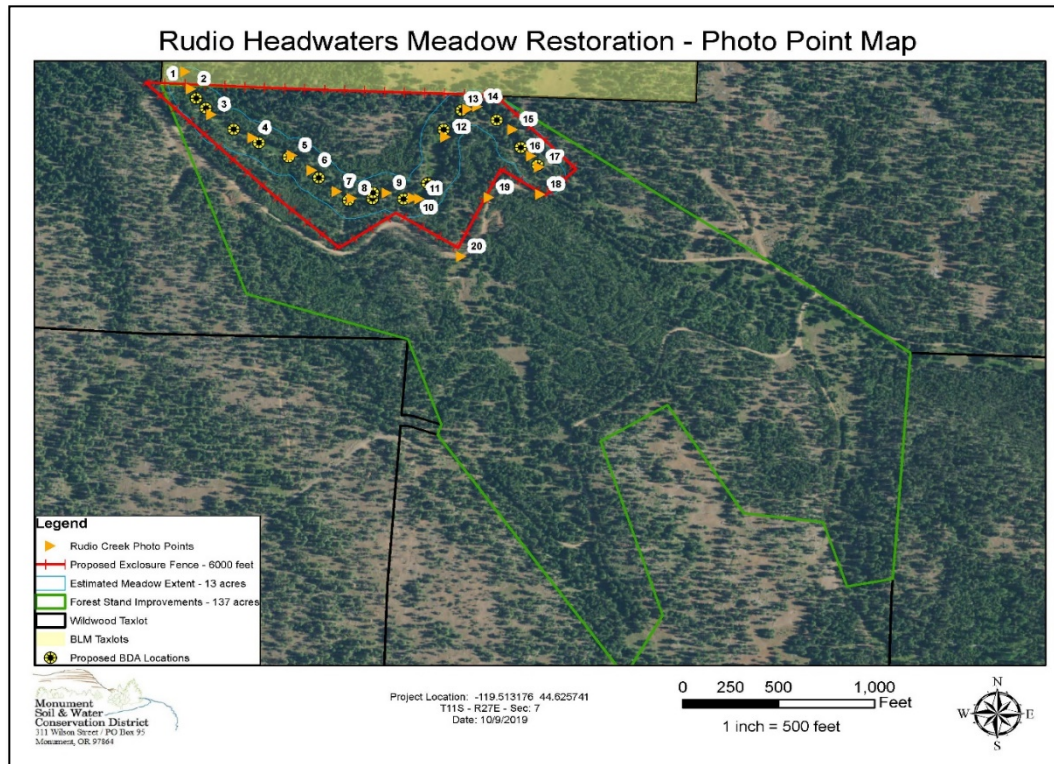 Rudio Headwaters Meadow Restoration - Photo Point Map
1
2
3
4
5
6
7
8
9
10
11
12
13
14
15
16
17
18
19
20
Legend
Rudio Creek Photo Points
Proposed Exclosure Fence - 6000 feet
Estimated Meadow Extent - 13 acres
Forest Stand Improvements - 137 acres
Wildwood Taxlot
BLM Taxlots
Proposed BDA Locations
Monument
Soil & Water
Conservation District
311 Wilson Street / PO Box 95
Monument, OR 97864
Project Location: -119.513176 44.625741
T11S - R27E - Sec: 7
Date: 10/9/2019
0 250 500 1,000
Feet
1 inch = 500 feet
N
W E
S